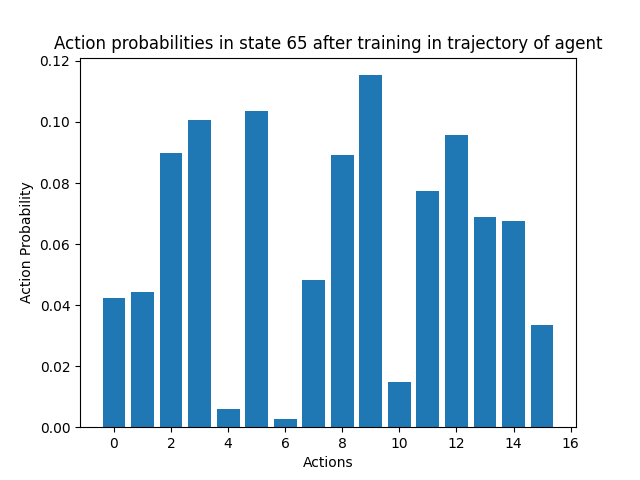 Action probabilities in state 65 after training in trajectory of agent
0.12
0.10
0.08
0.06
0.04
0.02
0.00
Action Probability
0 2 4 6 8 10 12 14 16
Actions